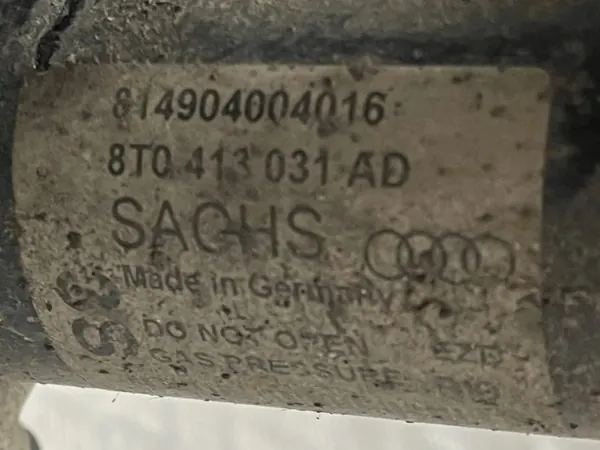 814904004016
8T0 413 031 AD
SACHS
Made in Germany
DO NOT OPEN
GAS PRESSURE